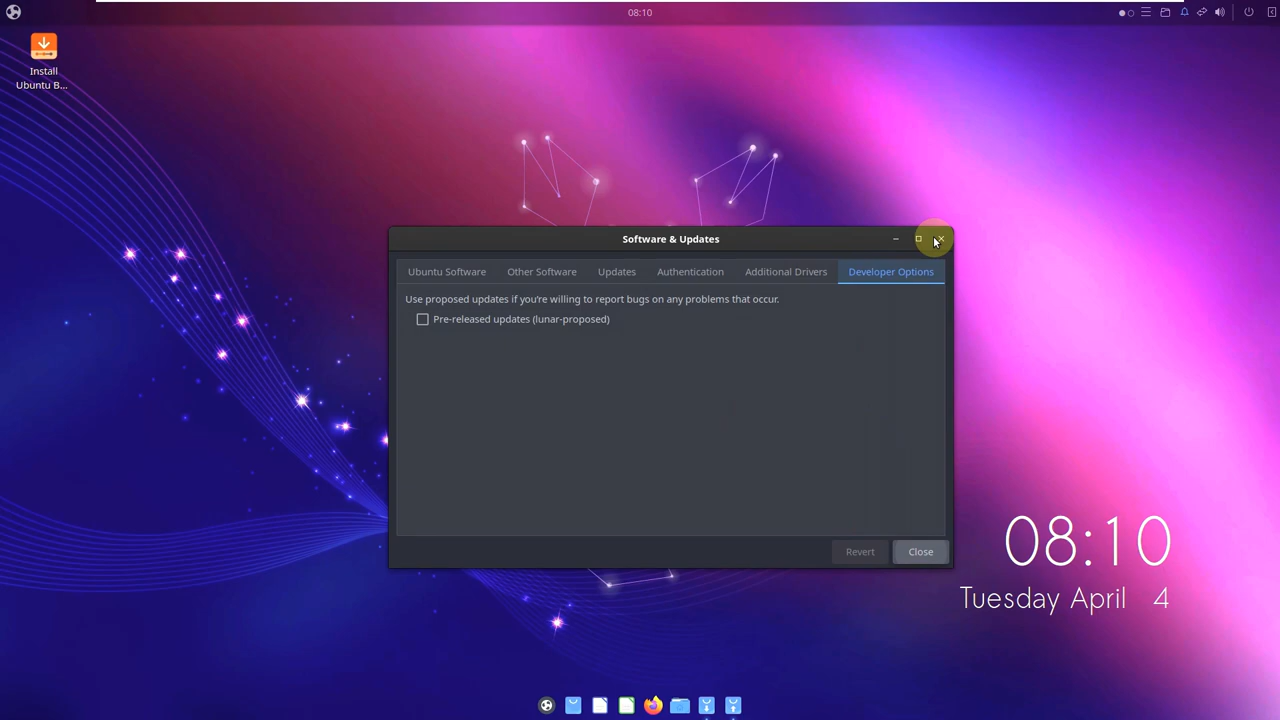 08:10
Install
Ubuntu B...
Software & Updates
Ubuntu Software
Other Software
Updates
Authentication
Additional Drivers
Developer Options
Use proposed updates if you're willing to report bugs on any problems that occur.
Pre-released updates (lunar-proposed)
Revert
Close
08:10
Tuesday April 4